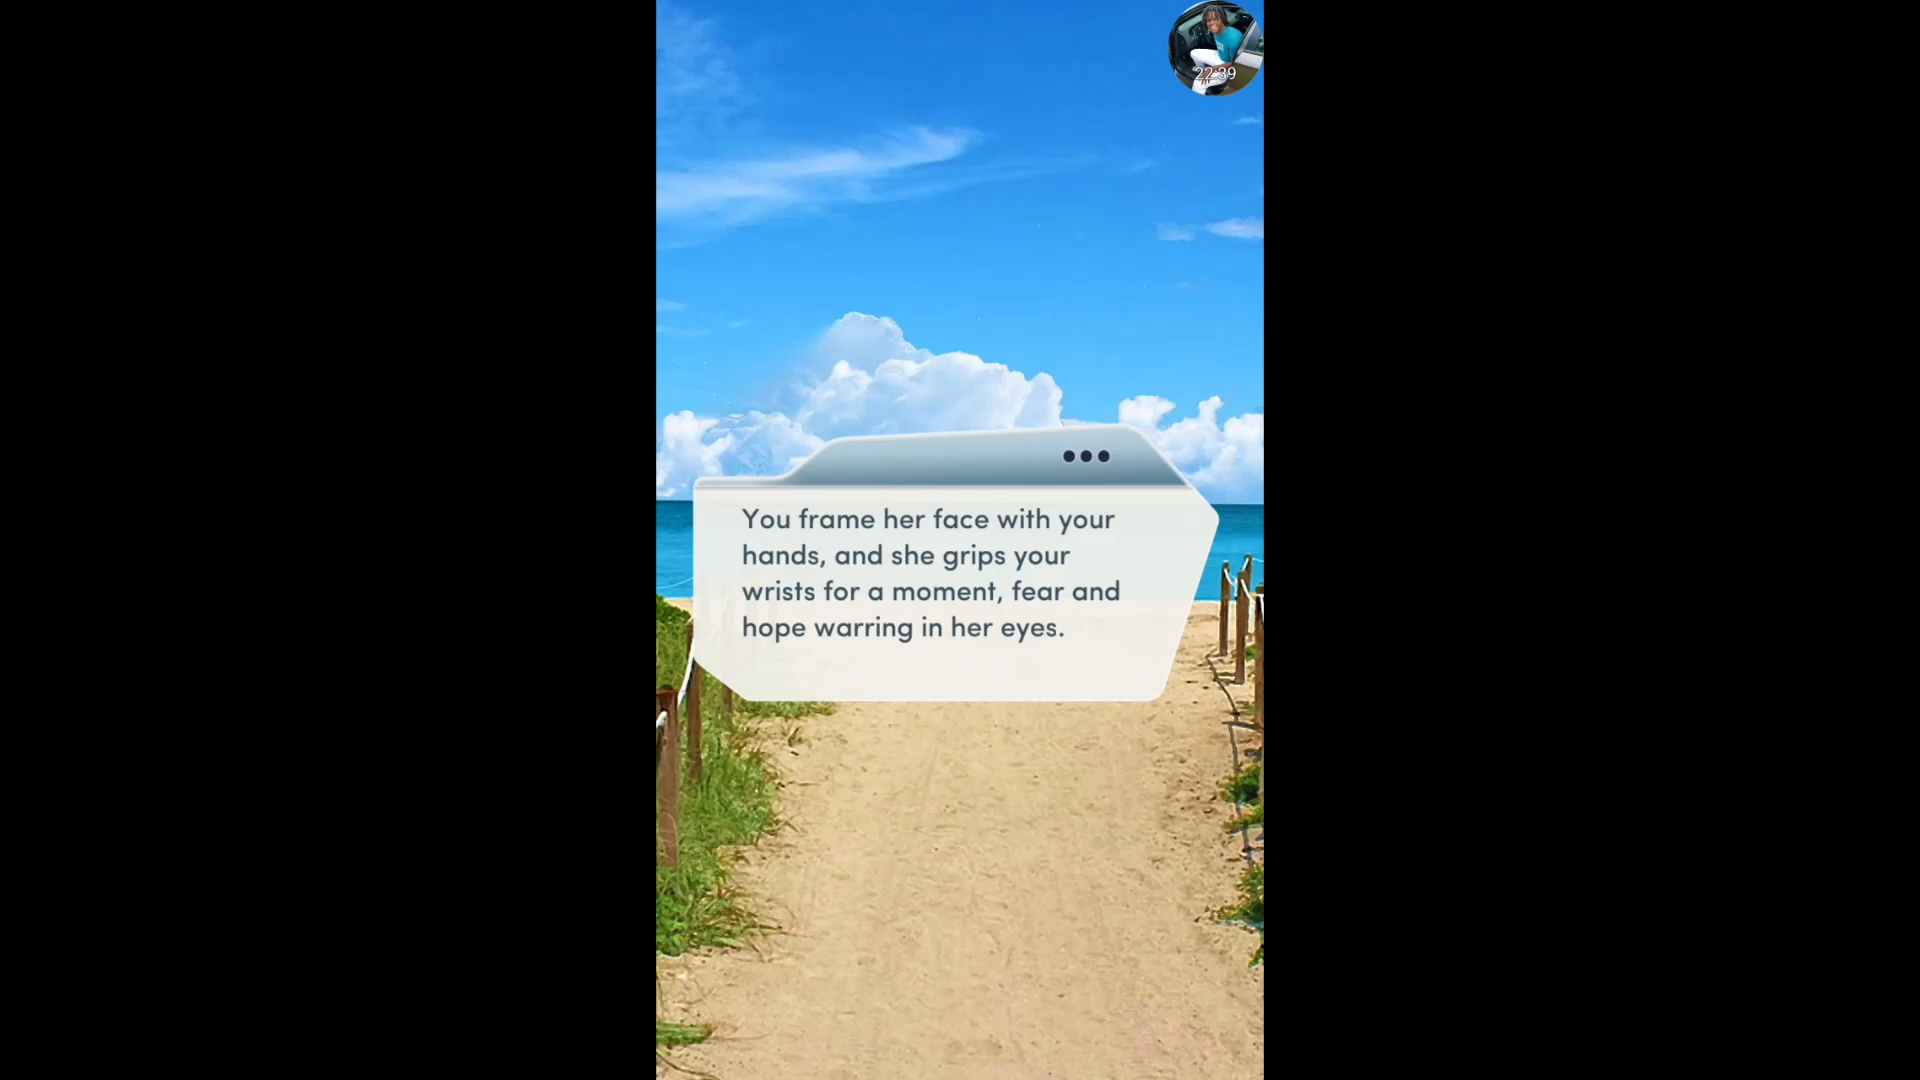 22:39
You frame her face with your
hands, and she grips your
wrists for a moment, fear and
hope warring in her eyes.